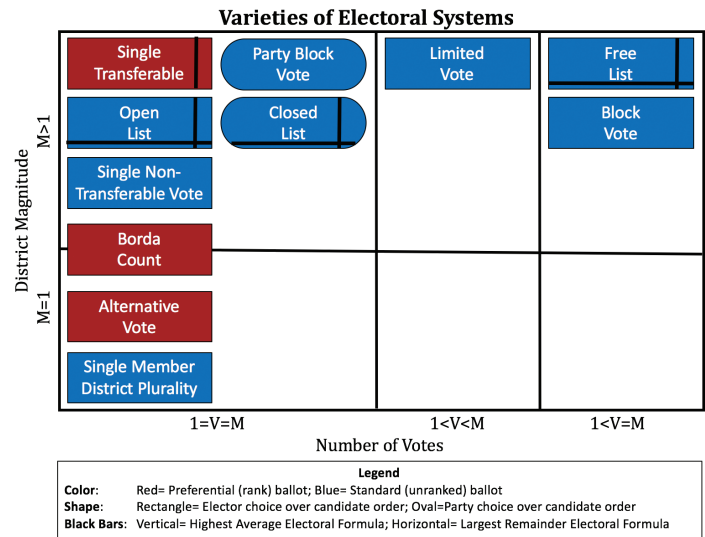 Varieties of Electoral Systems
District Magnitude
M>1
M=1
Single
Transferable
Party Block
Vote
Limited
Vote
Free
List
Open
List
Closed
List
Block
Vote
Single Non-
Transferable Vote
Borda
Count
Alternative
Vote
Single Member
District Plurality
1=V=M
1<V<M
1<V=M
Number of Votes
Legend
Color: Red= Preferential (rank) ballot; Blue= Standard (unranked) ballot
Shape: Rectangle= Elector choice over candidate order; Oval=Party choice over candidate order
Black Bars: Vertical= Highest Average Electoral Formula; Horizontal= Largest Remainder Electoral Formula